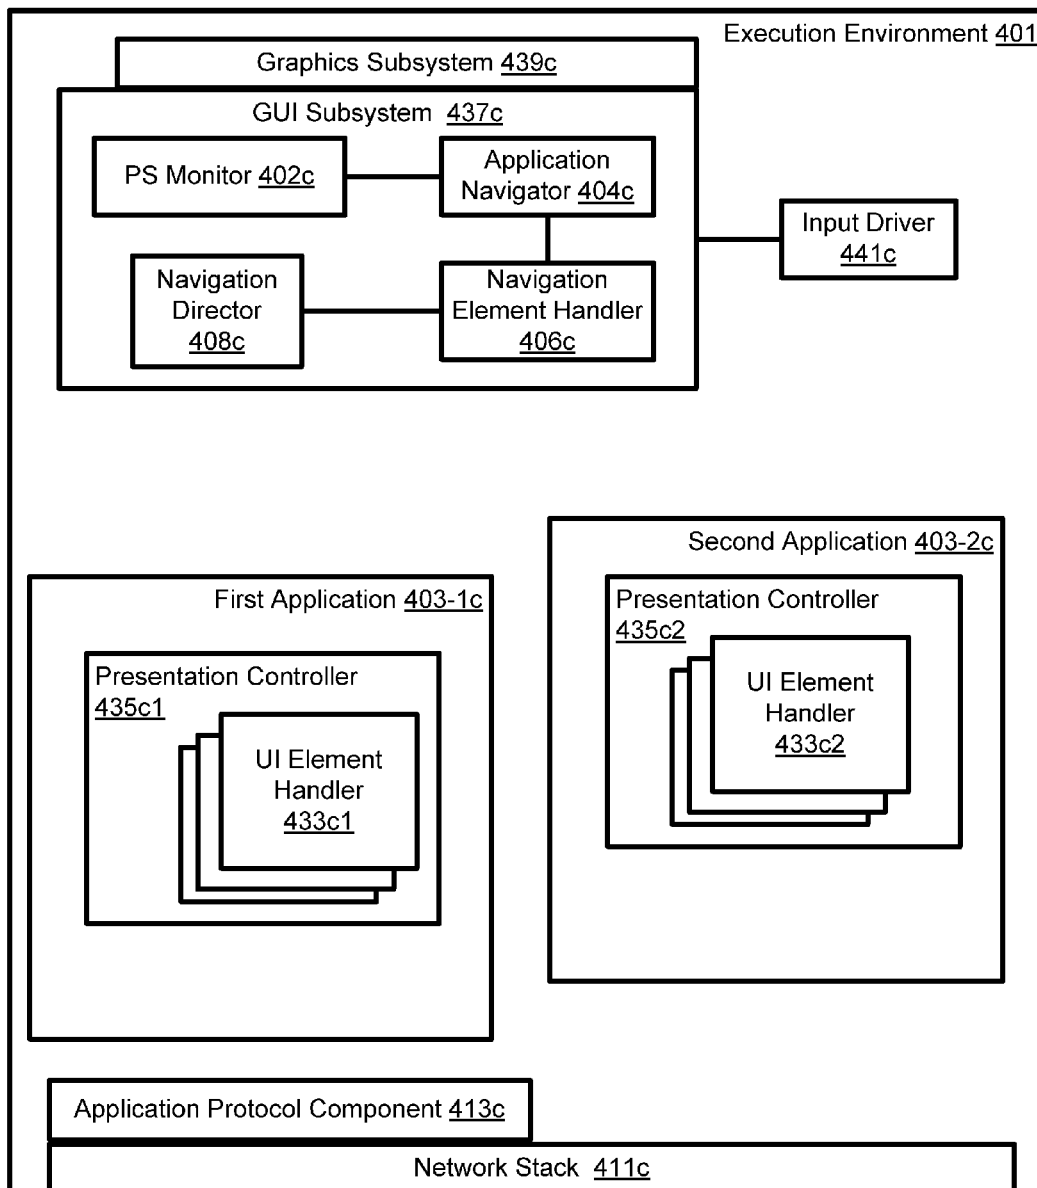 Execution Environment 401
Graphics Subsystem 439c
GUI Subsystem 437c
PS Monitor 402c
Application
Navigator 404c
Input Driver
441c
Navigation
Director
408c
Navigation
Element Handler
406c
Second Application 403-2c
Presentation Controller
435c2
UI Element
Handler
433c2
First Application 403-1c
Presentation Controller
435c1
UI Element
Handler
433c1
Application Protocol Component 413c
Network Stack 411c